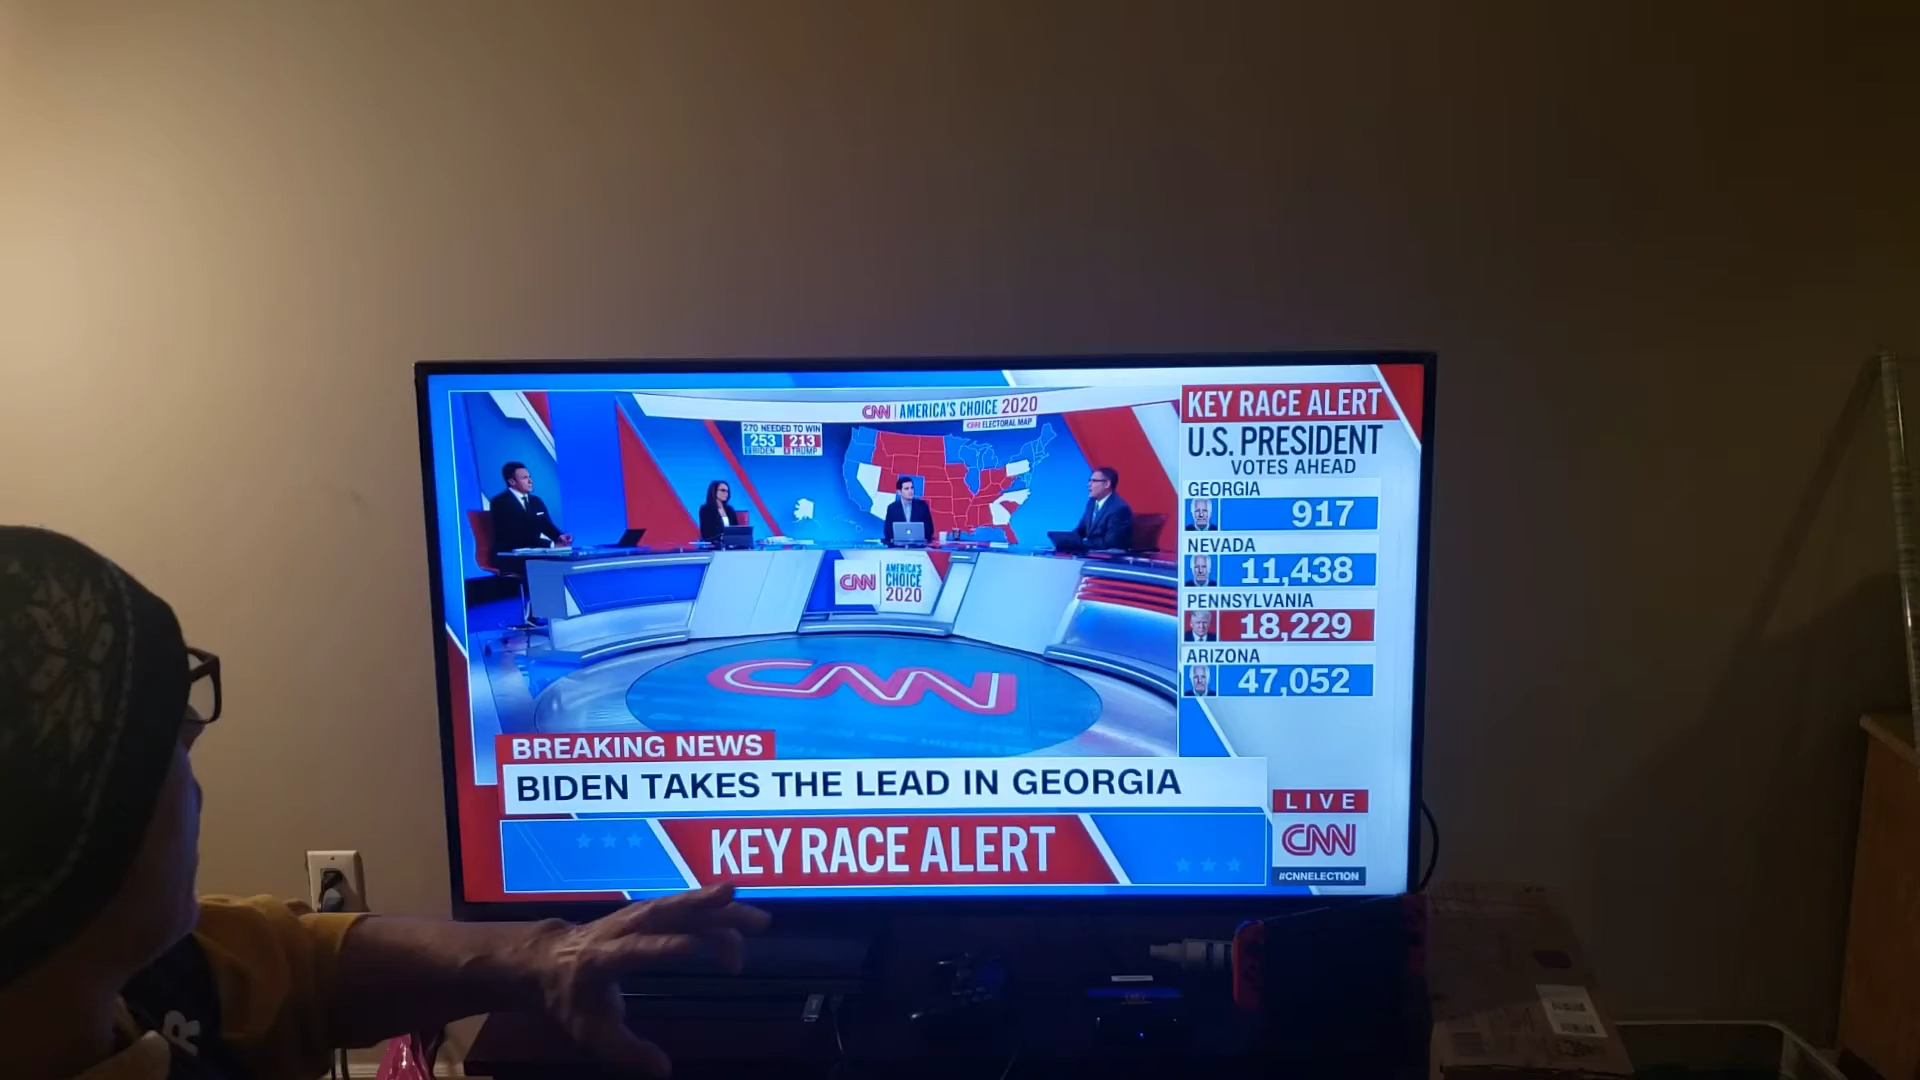 CNN AMERICA'S CHOICE 2020
CNN ELECTORAL MAP
270 NEEDED TO WIN
253 213
BIDEN TRUMP
CNN AMERICA'S CHOICE 2020
CNN
BREAKING NEWS
BIDEN TAKES THE LEAD IN GEORGIA
KEY RACE ALERT
KEY RACE ALERT
U.S. PRESIDENT
VOTES AHEAD
GEORGIA
917
NEVADA
11,438
PENNSYLVANIA
18,229
ARIZONA
47,052
LIVE
CNN
#CNNELECTION
R